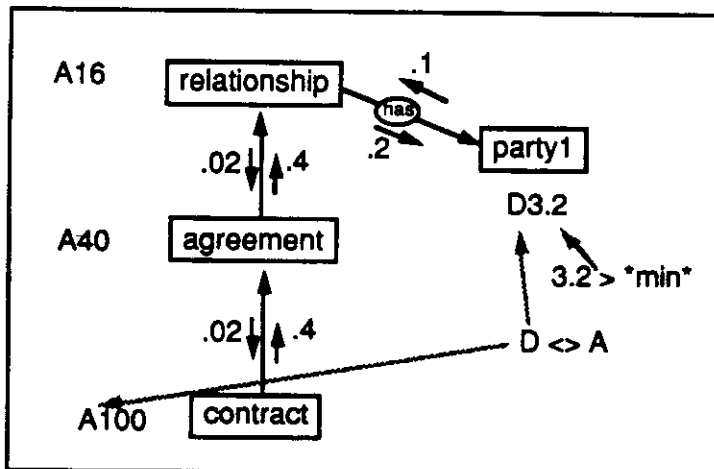 A16 relationship .1
has
.2 party1
.02 .4
D3.2
A40 agreement
3.2 > *min*
.02 .4
D <> A
A100 contract